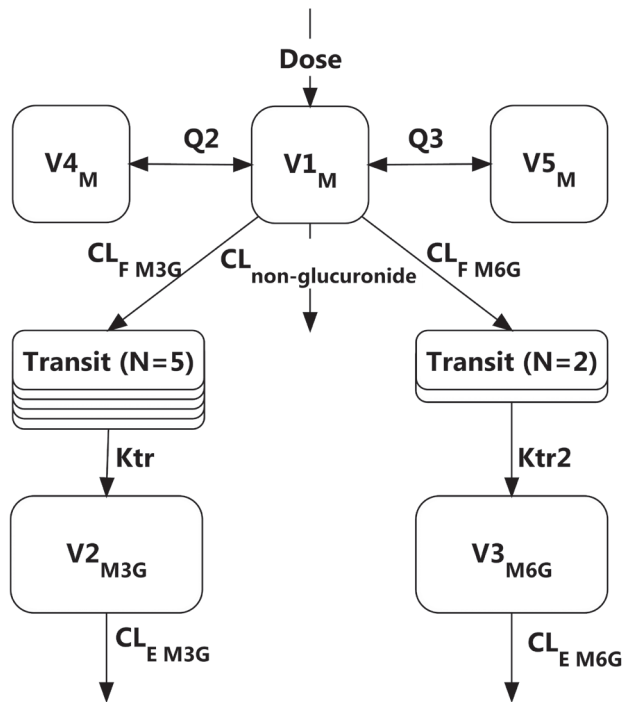 Dose
V4M
Q2
V1M
Q3
V5M
CLF M3G
CLnon-glucuronide
CLF M6G
Transit (N=5)
Transit (N=2)
Ktr
Ktr2
V2M3G
V3M6G
CLE M3G
CLE M6G